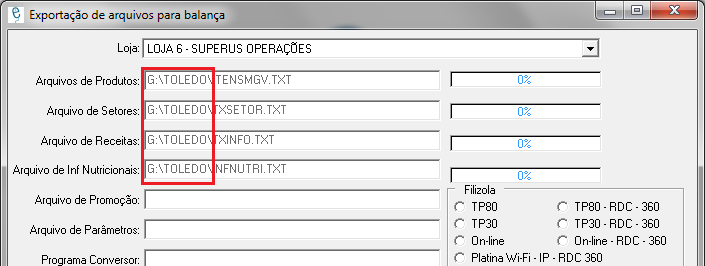 Exportação de arquivos para balança
Loja: LOJA 6 - SUPERUS OPERAÇÕES
Arquivos de Produtos: G:\TOLEDO\ITENSMGV.TXT 0%
Arquivo de Setores: G:\TOLEDO\TXSETOR.TXT 0%
Arquivo de Receitas: G:\TOLEDO\TXINFO.TXT 0%
Arquivo de Inf Nutricionais: G:\TOLEDO\INFNUTRI.TXT 0%
Arquivo de Promoção:
Arquivo de Parâmetros:
Programa Conversor:
Filizola
TP80 TP80 - RDC - 360
TP30 TP30 - RDC - 360
On-line On-line - RDC - 360
Platina Wi-Fi - IP - RDC 360